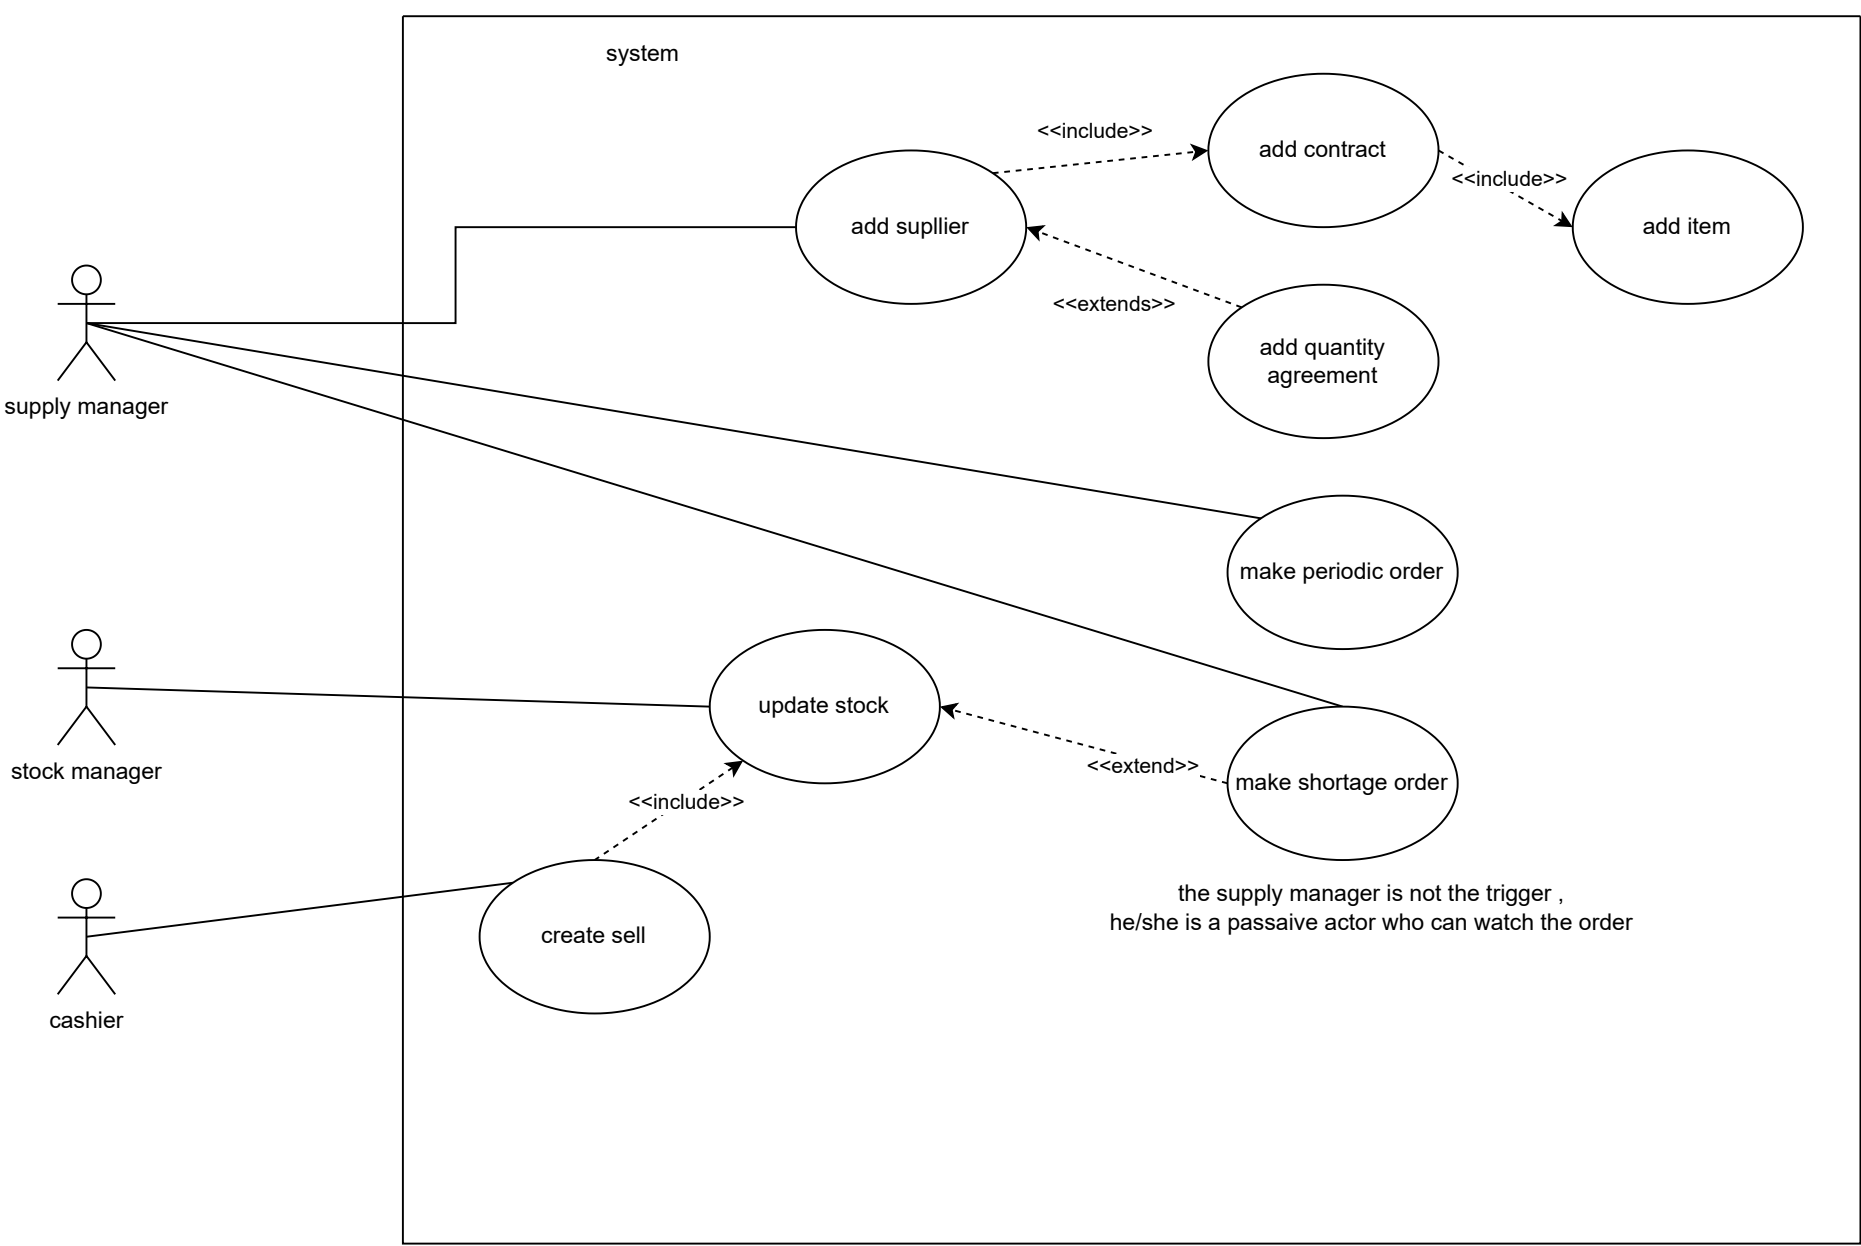 system
<<include>>
add contract
<<include>>
add supllier
add item
<<extends>>
add quantity
agreement
supply manager
make periodic order
update stock
stock manager
<<extend>>
make shortage order
<<include>>
the supply manager is not the trigger ,
he/she is a passaive actor who can watch the order
create sell
cashier